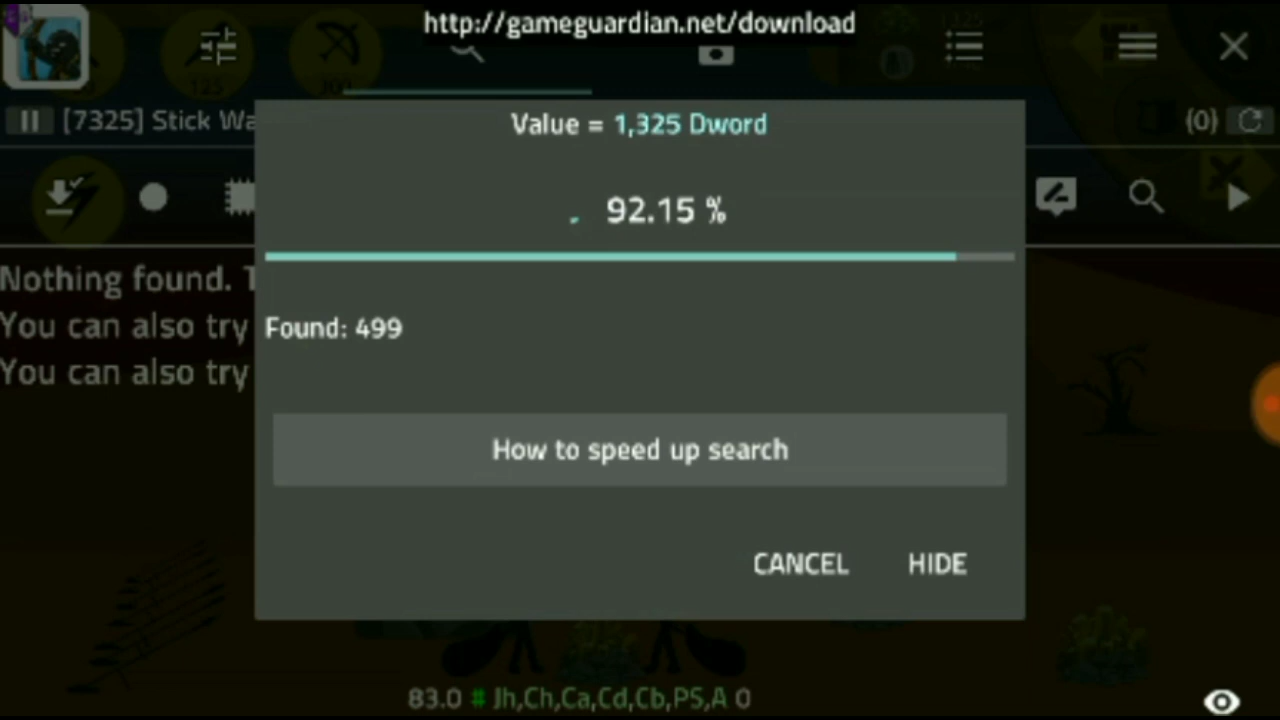 http://gameguardian.net/download
125
300
[7325] Stick Wa
(0)
Value = 1,325 Dword
92.15 %
Nothing found. T
You can also try
You can also try
Found: 499
How to speed up search
CANCEL HIDE
83.0 # Jh,Ch,Ca,Cd,Cb,PS,A 0